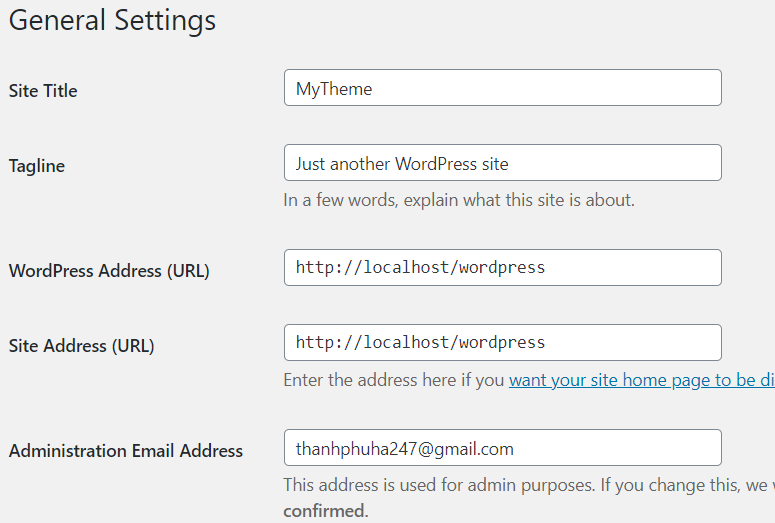 General Settings
Site Title
MyTheme
Tagline
Just another WordPress site
In a few words, explain what this site is about.
WordPress Address (URL)
http://localhost/wordpress
Site Address (URL)
http://localhost/wordpress
Enter the address here if you want your site home page to be di
Administration Email Address
thanhphuha247@gmail.com
This address is used for admin purposes. If you change this, we
confirmed.